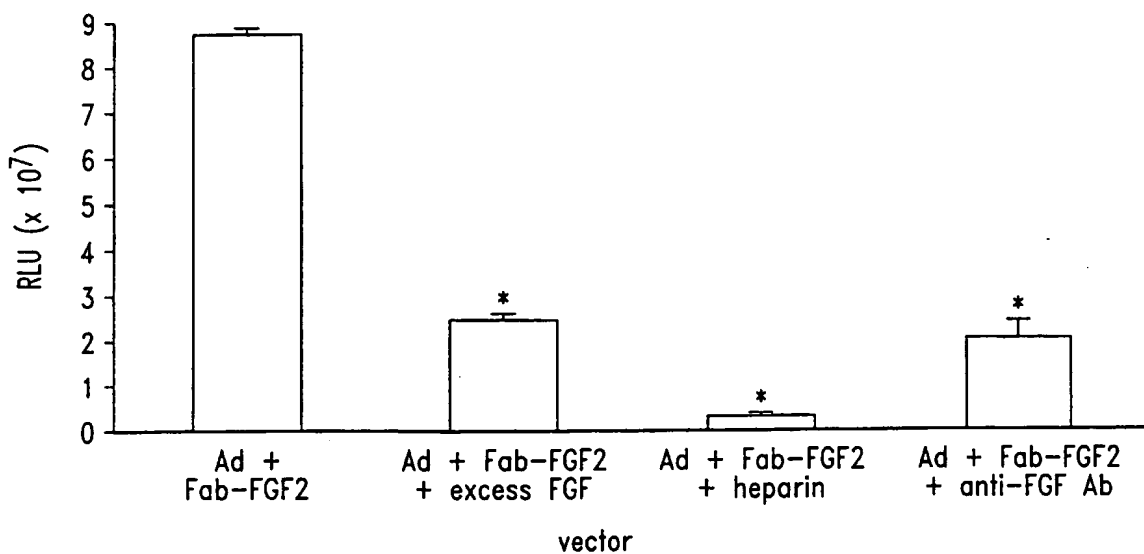 RLU (x 10⁷)
9
8
7
6
5
4
3
2
1
0
*
*
*
Ad +
Fab-FGF2
Ad + Fab-FGF2
+ excess FGF
Ad + Fab-FGF2
+ heparin
Ad + Fab-FGF2
+ anti-FGF Ab
vector